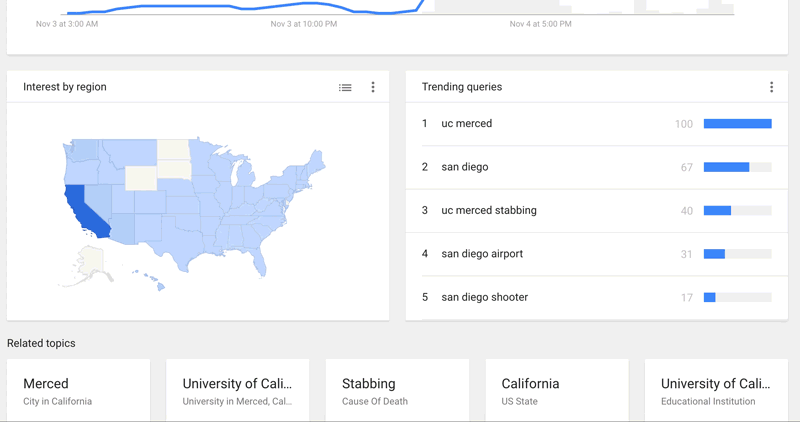 Nov 3 at 3:00 AM Nov 3 at 10:00 PM Nov 4 at 5:00 PM
Interest by region
Trending queries
1 uc merced 100
2 san diego 67
3 uc merced stabbing 40
4 san diego airport 31
5 san diego shooter 17
Related topics
Merced
City in California
University of Cali...
University in Merced, Cal...
Stabbing
Cause Of Death
California
US State
University of Cali...
Educational Institution